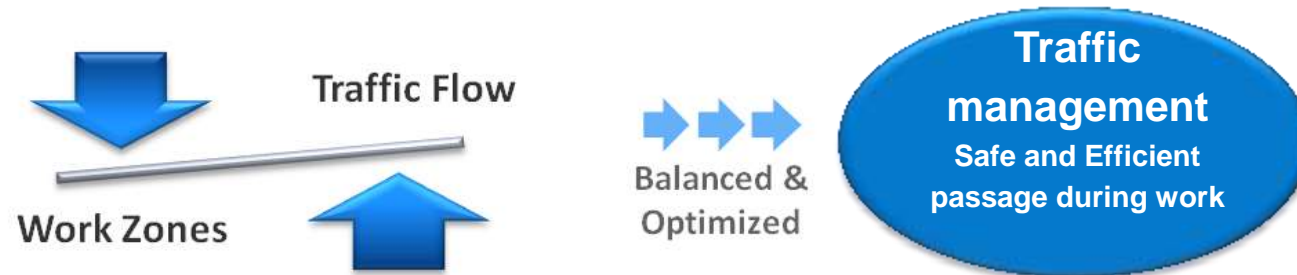 Traffic Flow
Work Zones
Balanced &
Optimized
Traffic
management
Safe and Efficient
passage during work